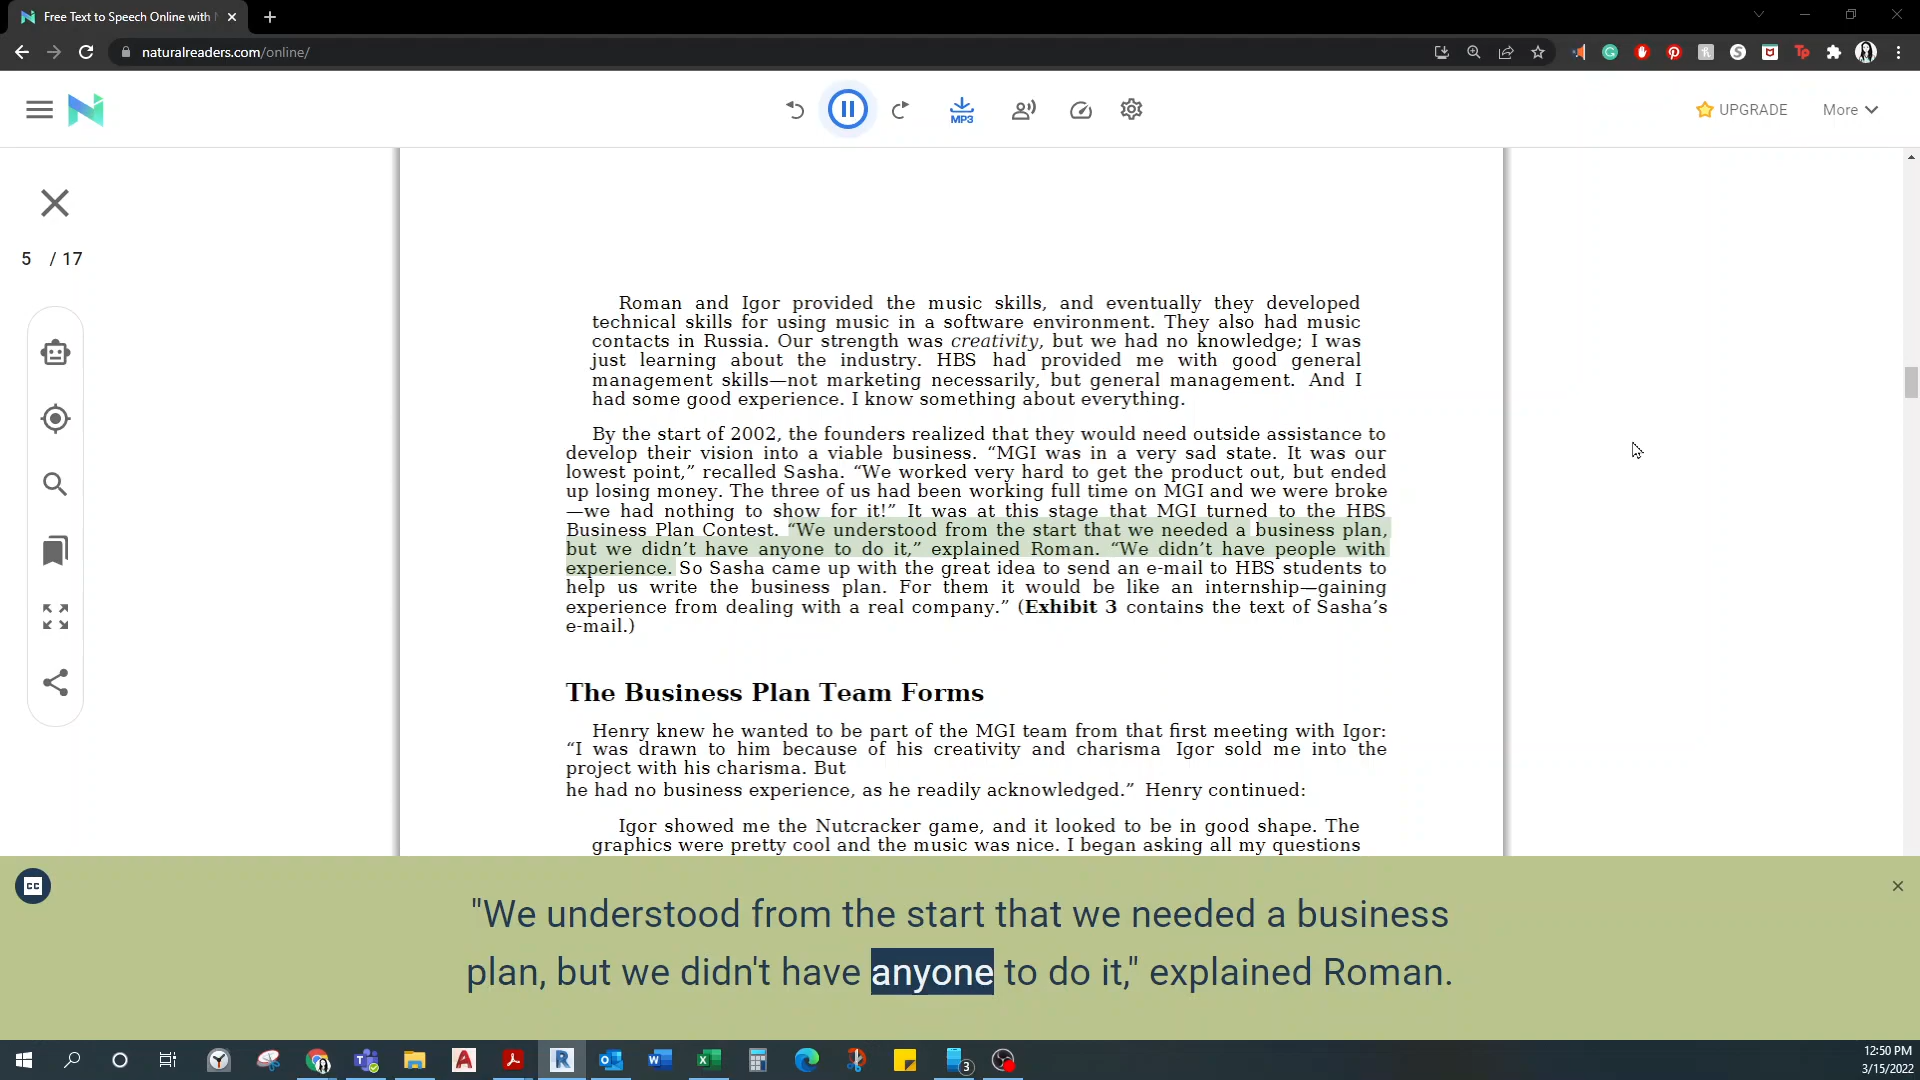 Free Text to Speech Online with
naturalreaders.com/online/
MP3
UPGRADE
More
5 / 17
Roman and Igor provided the music skills, and eventually they developed
technical skills for using music in a software environment. They also had music
contacts in Russia. Our strength was creativity, but we had no knowledge; I was
just learning about the industry. HBS had provided me with good general
management skills—not marketing necessarily, but general management. And I
had some good experience. I know something about everything.
By the start of 2002, the founders realized that they would need outside assistance to
develop their vision into a viable business. “MGI was in a very sad state. It was our
lowest point,” recalled Sasha. “We worked very hard to get the product out, but ended
up losing money. The three of us had been working full time on MGI and we were broke
—we had nothing to show for it!” It was at this stage that MGI turned to the HBS
Business Plan Contest. “We understood from the start that we needed a business plan,
but we didn’t have anyone to do it,” explained Roman. “We didn’t have people with
experience. So Sasha came up with the great idea to send an e-mail to HBS students to
help us write the business plan. For them it would be like an internship—gaining
experience from dealing with a real company.” (Exhibit 3 contains the text of Sasha’s
e-mail.)
The Business Plan Team Forms
Henry knew he wanted to be part of the MGI team from that first meeting with Igor:
“I was drawn to him because of his creativity and charisma Igor sold me into the
project with his charisma. But
he had no business experience, as he readily acknowledged.” Henry continued:
Igor showed me the Nutcracker game, and it looked to be in good shape. The
graphics were pretty cool and the music was nice. I began asking all my questions
CC
"We understood from the start that we needed a business
plan, but we didn't have anyone to do it," explained Roman.
3
12:50 PM
3/15/2022